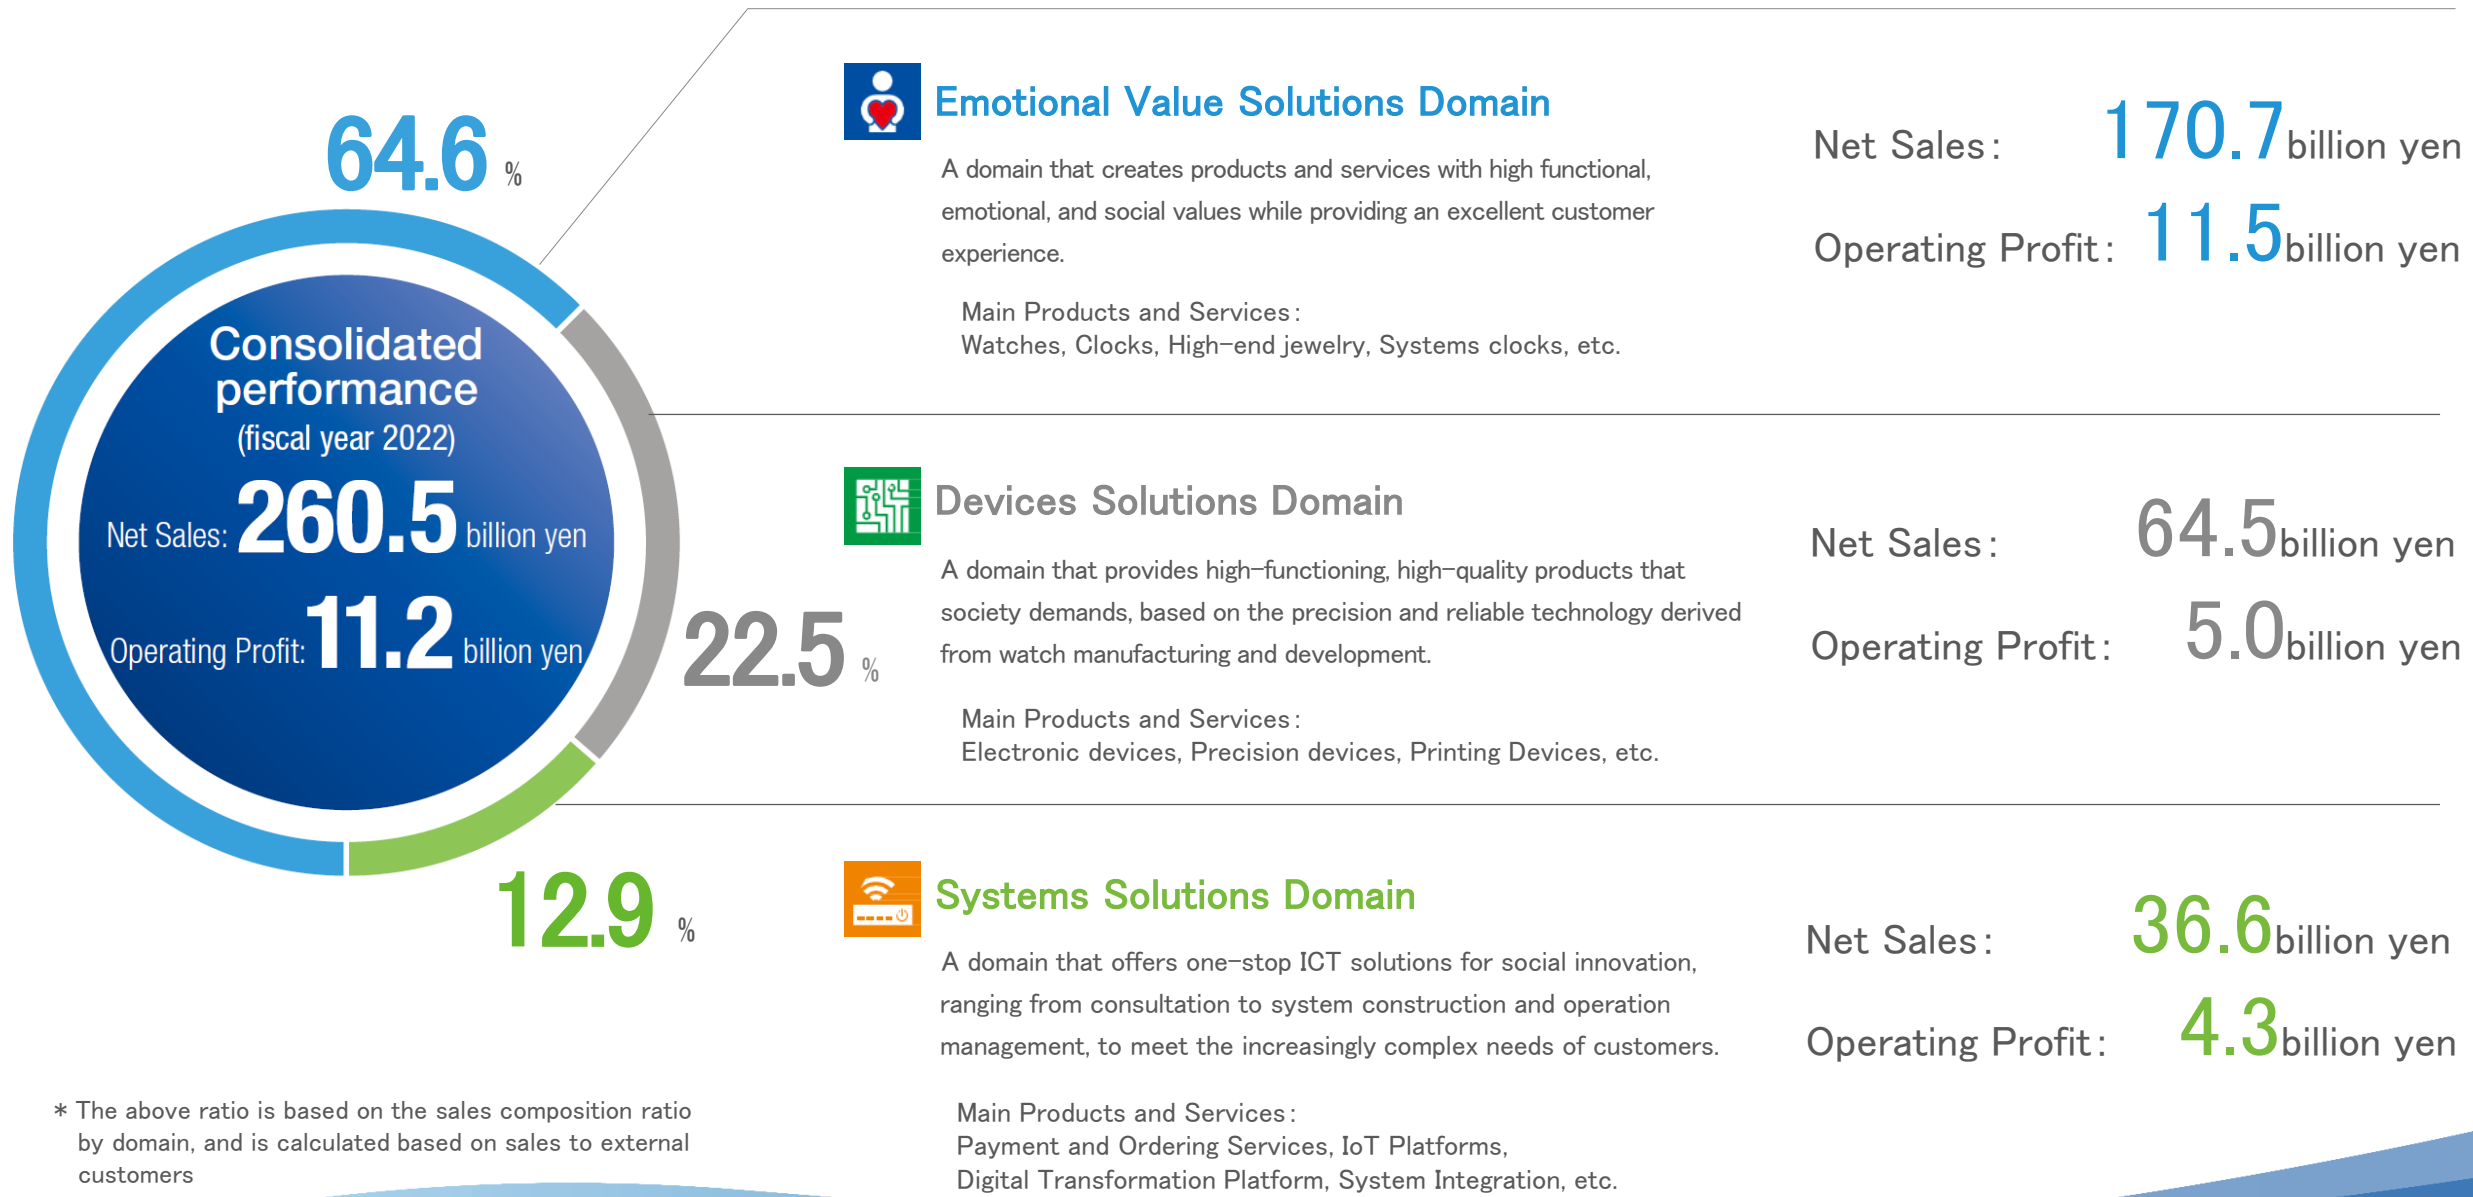 64.6 %
Consolidated
performance
(fiscal year 2022)
Net Sales: 260.5 billion yen
Operating Profit: 11.2 billion yen
22.5 %
12.9 %
* The above ratio is based on the sales composition ratio
by domain, and is calculated based on sales to external
customers
Emotional Value Solutions Domain
A domain that creates products and services with high functional,
emotional, and social values while providing an excellent customer
experience.
Main Products and Services:
Watches, Clocks, High-end jewelry, Systems clocks, etc.
Net Sales: 170.7 billion yen
Operating Profit: 11.5 billion yen
Devices Solutions Domain
A domain that provides high-functioning, high-quality products that
society demands, based on the precision and reliable technology derived
from watch manufacturing and development.
Main Products and Services:
Electronic devices, Precision devices, Printing Devices, etc.
Net Sales: 64.5 billion yen
Operating Profit: 5.0 billion yen
Systems Solutions Domain
A domain that offers one-stop ICT solutions for social innovation,
ranging from consultation to system construction and operation
management, to meet the increasingly complex needs of customers.
Main Products and Services:
Payment and Ordering Services, IoT Platforms,
Digital Transformation Platform, System Integration, etc.
Net Sales: 36.6 billion yen
Operating Profit: 4.3 billion yen